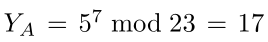 Y_A = 5^7 mod 23 = 17